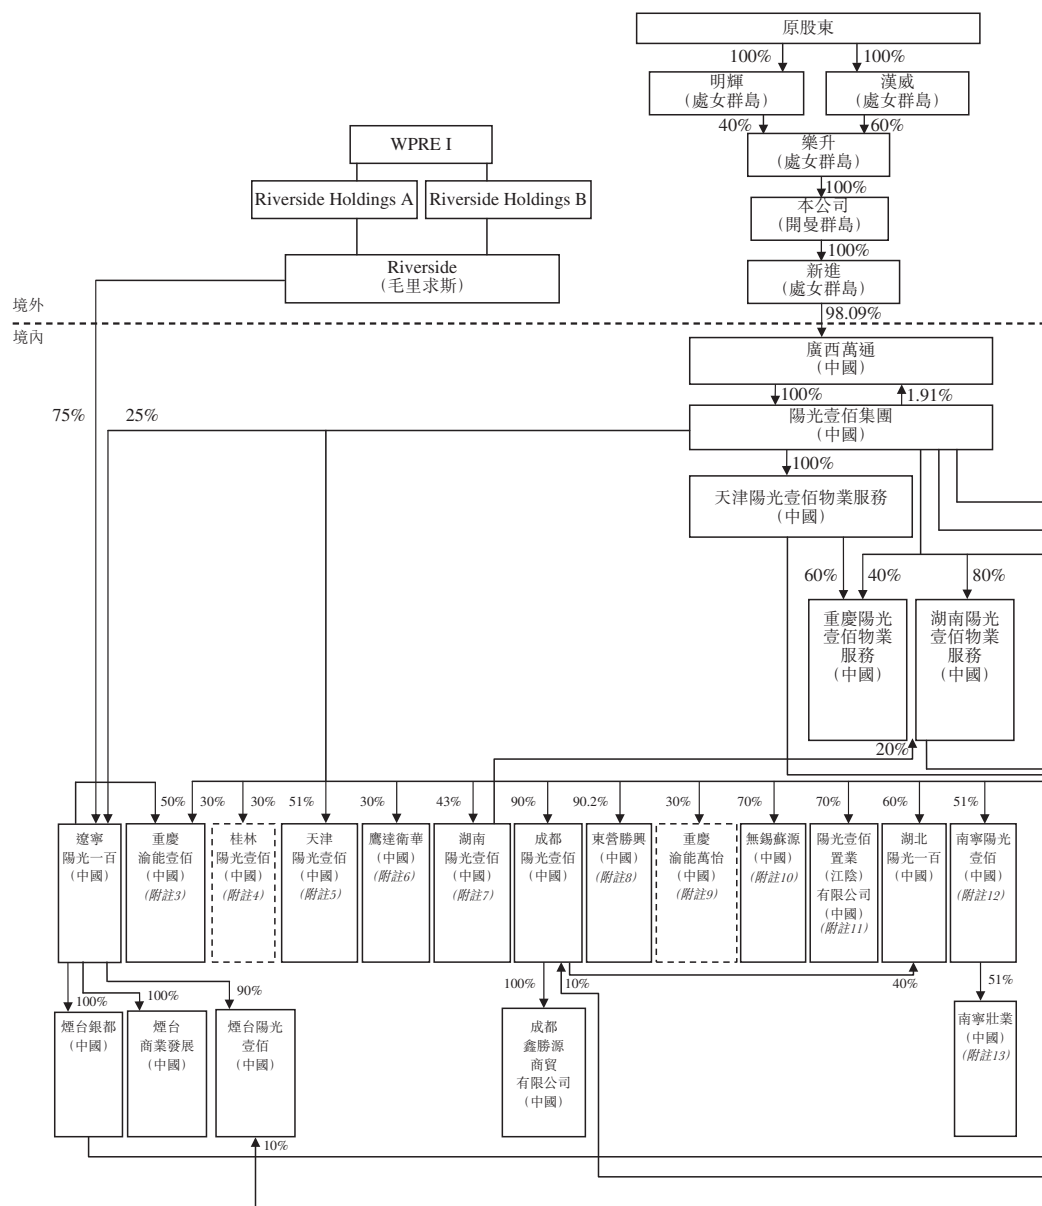 原股東
100%
100%
明輝
(處女群島)
漢威
(處女群島)
40%
60%
樂升
(處女群島)
100%
本公司
(開曼群島)
100%
新進
(處女群島)
98.09%
WPRE I
Riverside Holdings A
Riverside Holdings B
Riverside
(毛里求斯)
境外
境內
廣西萬通
(中國)
100%
1.91%
陽光壹佰集團
(中國)
75%
25%
100%
天津陽光壹佰物業服務
(中國)
60%
40%
80%
重慶陽光
壹佰物業
服務
(中國)
湖南陽光
壹佰物業
服務
(中國)
20%
50%
30%
30%
51%
30%
43%
90%
90.2%
30%
70%
70%
60%
51%
遼寧
陽光一百
(中國)
重慶
渝能壹佰
(中國)
(附註3)
桂林
陽光壹佰
(中國)
(附註4)
天津
陽光壹佰
(中國)
(附註5)
鷹達衛華
(中國)
(附註6)
湖南
陽光壹佰
(中國)
(附註7)
成都
陽光壹佰
(中國)
東營勝興
(中國)
(附註8)
重慶
渝能萬怡
(中國)
(附註9)
無錫蘇源
(中國)
(附註10)
陽光壹佰
置業
(江陰)
有限公司
(中國)
(附註11)
湖北
陽光一百
(中國)
南寧陽光
壹佰
(中國)
(附註12)
100%
100%
90%
100%
10%
40%
51%
煙台銀都
(中國)
煙台
商業發展
(中國)
煙台陽光
壹佰
(中國)
成都
鑫勝源
商貿
有限公司
(中國)
南寧壯業
(中國)
(附註13)
10%